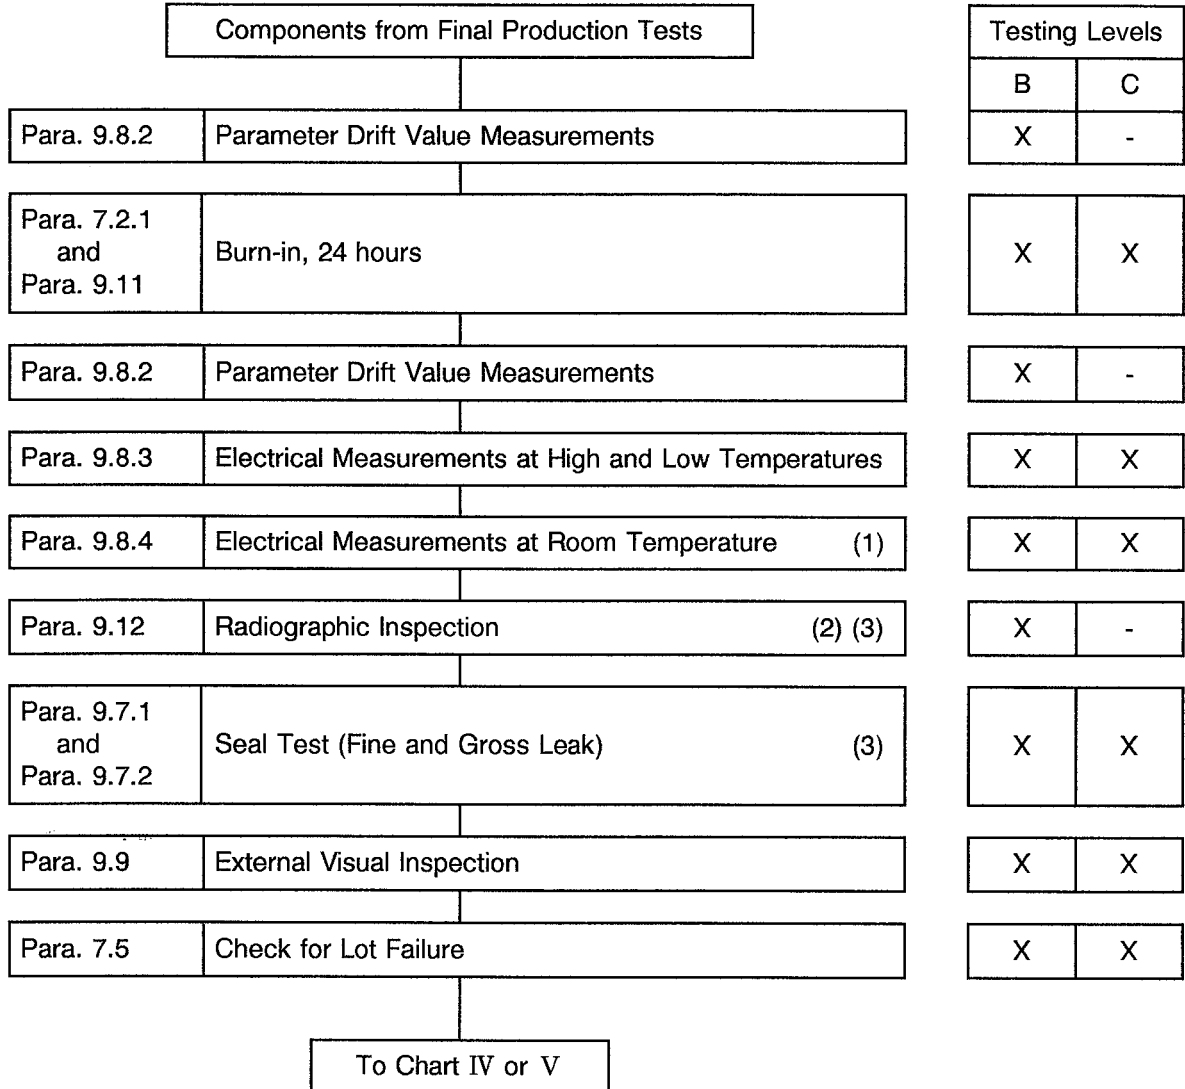 Components from Final Production Tests
Testing Levels
B C
Para. 9.8.2 Parameter Drift Value Measurements X -
Para. 7.2.1
and
Para. 9.11
Burn-in, 24 hours X X
Para. 9.8.2 Parameter Drift Value Measurements X -
Para. 9.8.3 Electrical Measurements at High and Low Temperatures X X
Para. 9.8.4 Electrical Measurements at Room Temperature (1) X X
Para. 9.12 Radiographic Inspection (2) (3) X -
Para. 9.7.1
and
Para. 9.7.2
Seal Test (Fine and Gross Leak) (3) X X
Para. 9.9 External Visual Inspection X X
Para. 7.5 Check for Lot Failure X X
To Chart IV or V